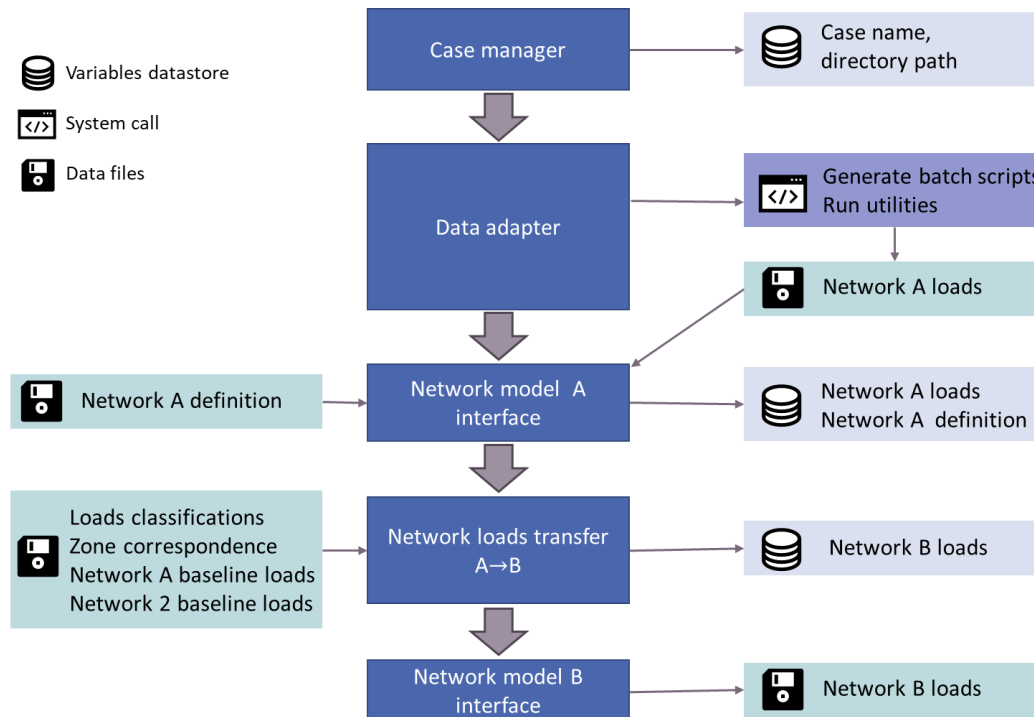 Variables datastore
System call
</>
Data files
Case manager
Case name,
directory path
Data adapter
</>
Generate batch scripts
Run utilities
Network A loads
Network A definition
Network model A
interface
Network A loads
Network A definition
Loads classifications
Zone correspondence
Network A baseline loads
Network 2 baseline loads
Network loads transfer
A→B
Network B loads
Network model B
interface
Network B loads